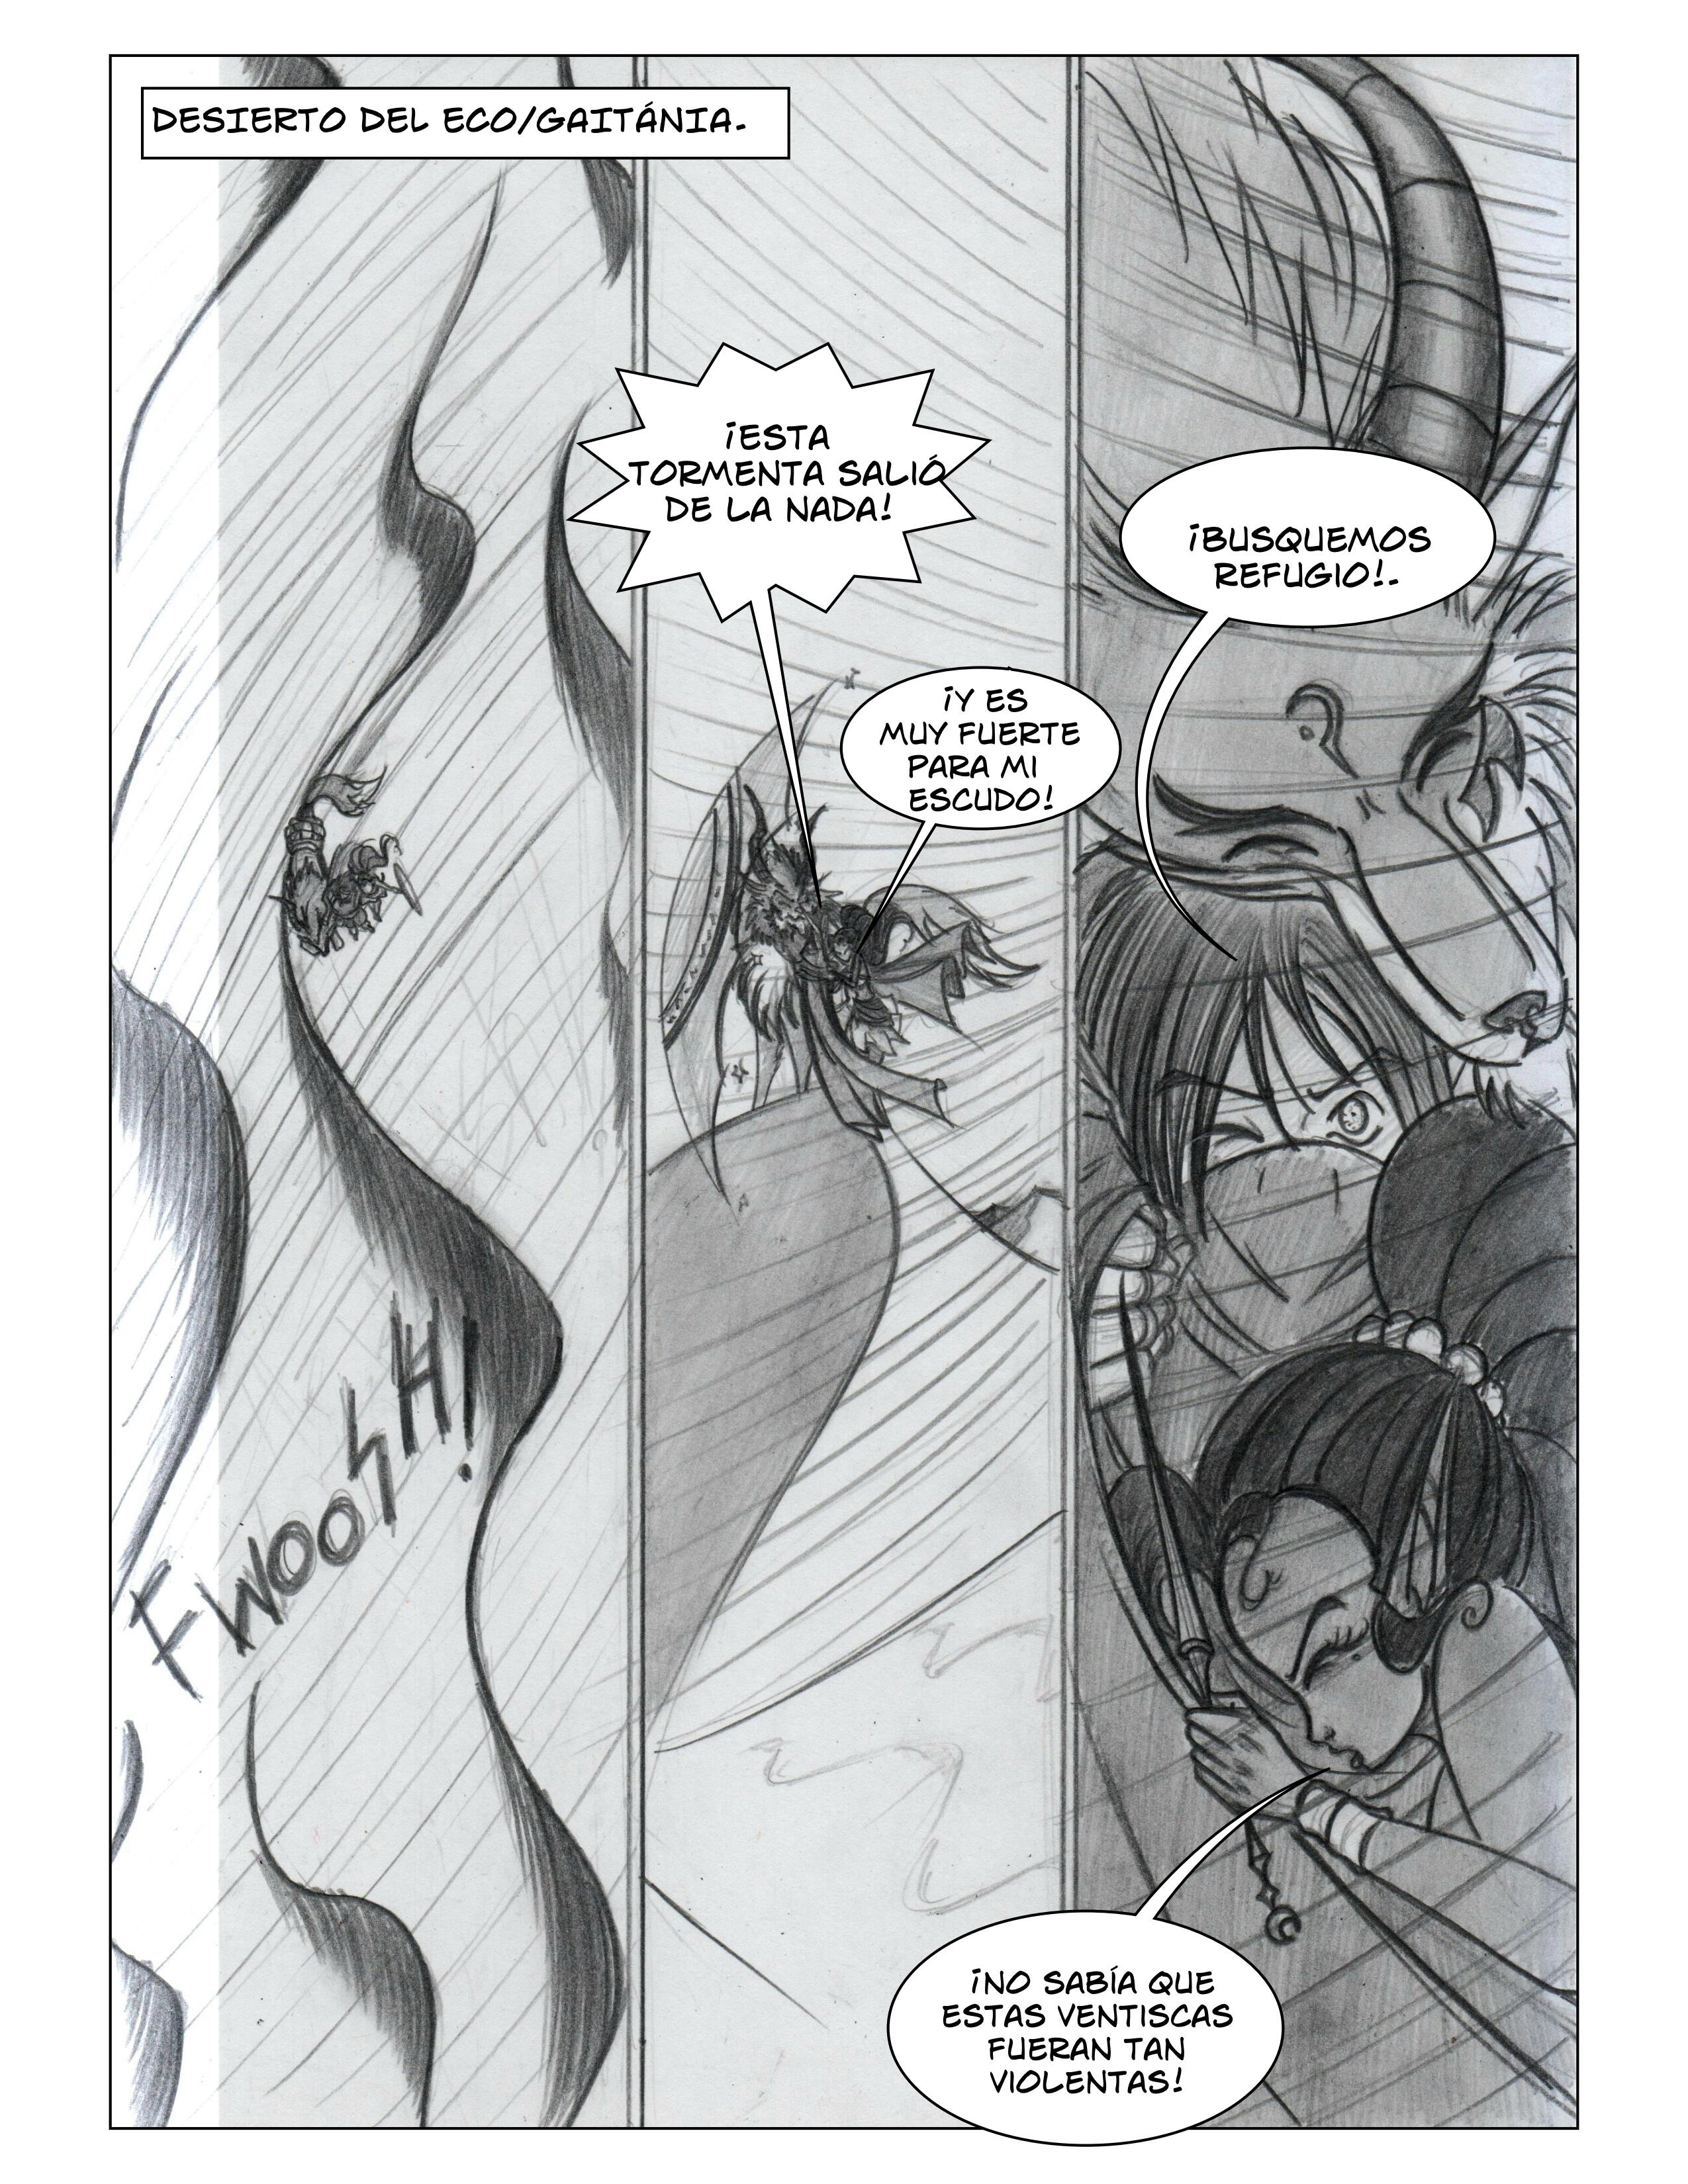 DESIERTO DEL ECO/GAITÁNIA.
¡ESTA
TORMENTA SALIÓ
DE LA NADA!
¡Y ES
MUY FUERTE
PARA MI
ESCUDO!
¡BUSQUEMOS
REFUGIO!.
FWOOSH!
¡NO SABÍA QUE
ESTAS VENTISCAS
FUERAN TAN
VIOLENTAS!